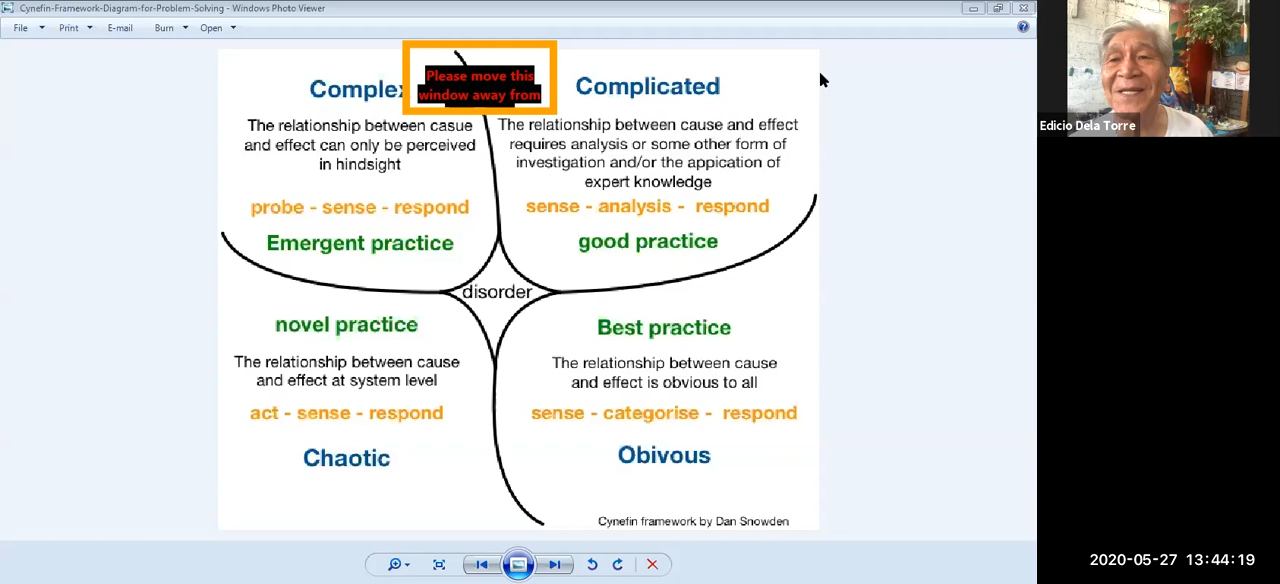 Cynefin-Framework-Diagram-for-Problem-Solving - Windows Photo Viewer
File Print E-mail Burn Open
Please move this
window away from
Complex
The relationship between casue
and effect can only be perceived
in hindsight
probe - sense - respond
Emergent practice
Complicated
The relationship between cause and effect
requires analysis or some other form of
investigation and/or the appication of
expert knowledge
sense - analysis - respond
good practice
disorder
novel practice
The relationship between cause
and effect at system level
act - sense - respond
Chaotic
Best practice
The relationship between cause
and effect is obvious to all
sense - categorise - respond
Obivous
Cynefin framework by Dan Snowden
Edicio Dela Torre
2020-05-27 13:44:19